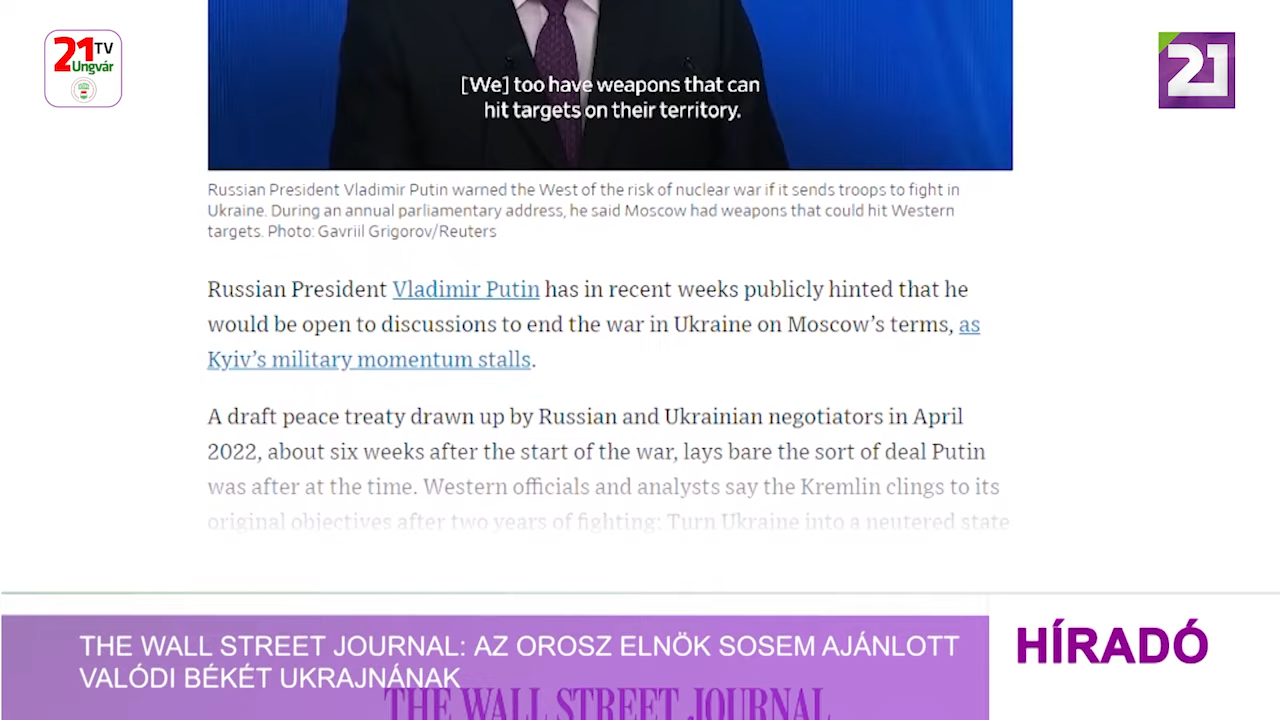 21 TV
Ungvár
21
[We] too have weapons that can
hit targets on their territory.
Russian President Vladimir Putin warned the West of the risk of nuclear war if it sends troops to fight in
Ukraine. During an annual parliamentary address, he said Moscow had weapons that could hit Western
targets. Photo: Gavriil Grigorov/Reuters
Russian President Vladimir Putin has in recent weeks publicly hinted that he
would be open to discussions to end the war in Ukraine on Moscow’s terms, as
Kyiv’s military momentum stalls.
A draft peace treaty drawn up by Russian and Ukrainian negotiators in April
2022, about six weeks after the start of the war, lays bare the sort of deal Putin
was after at the time. Western officials and analysts say the Kremlin clings to its
original objectives after two years of fighting: Turn Ukraine into a neutered state
THE WALL STREET JOURNAL: AZ OROSZ ELNÖK SOSEM AJÁNLOTT
VALÓDI BÉKÉT UKRAJNÁNAK
HÍRADÓ
THE WALL STREET JOURNAL